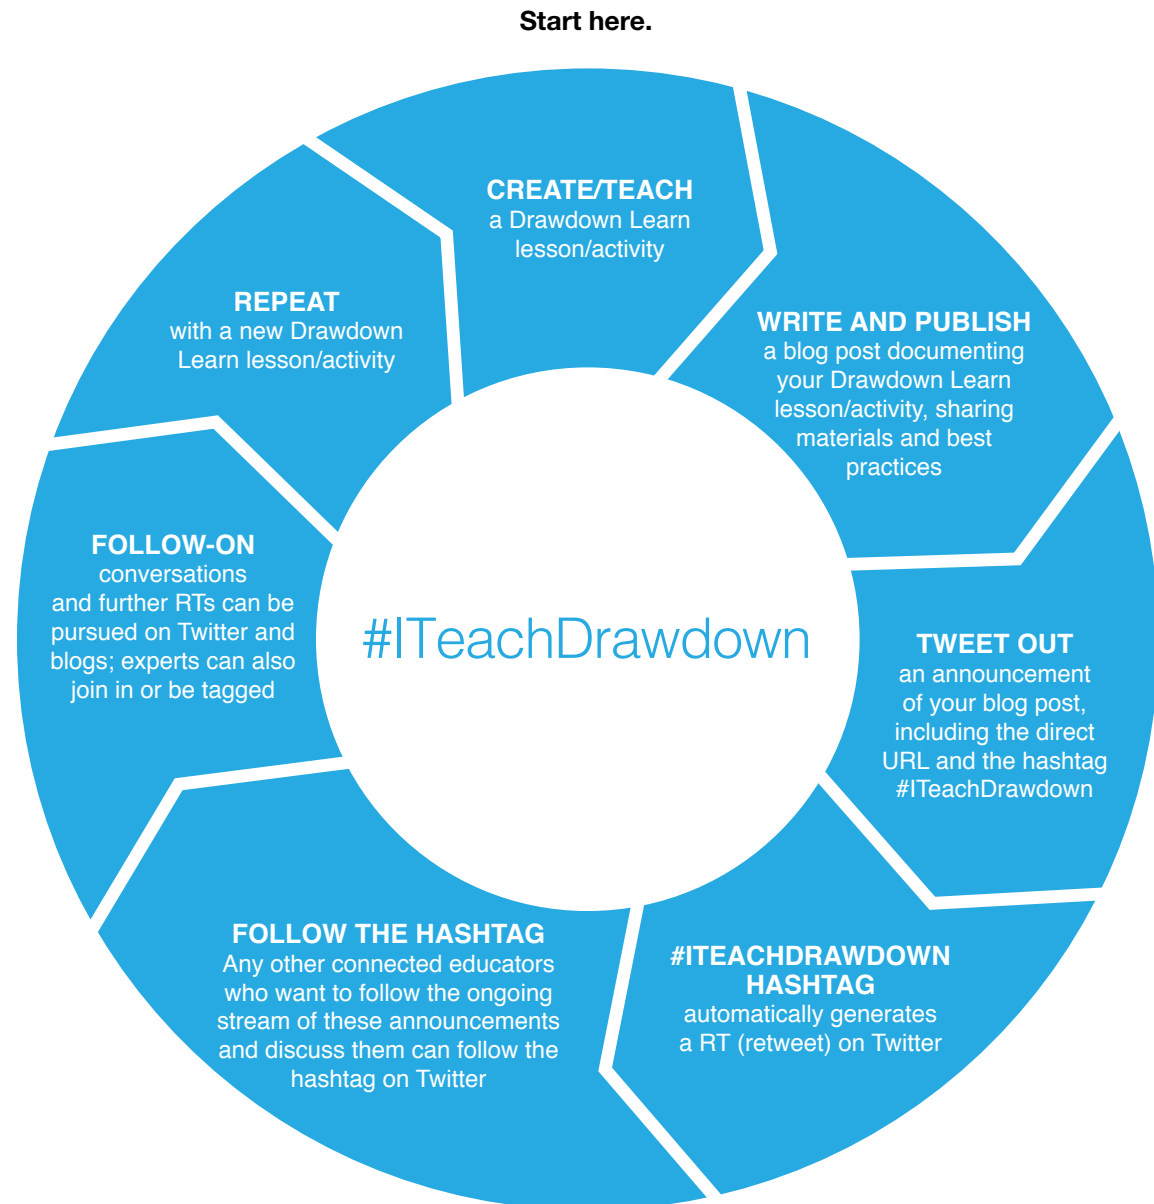 Start here.
CREATE/TEACH
a Drawdown Learn
lesson/activity
WRITE AND PUBLISH
a blog post documenting
your Drawdown Learn
lesson/activity, sharing
materials and best
practices
TWEET OUT
an announcement
of your blog post,
including the direct
URL and the hashtag
#ITeachDrawdown
#ITEACHDRAWDOWN
HASHTAG
automatically generates
a RT (retweet) on Twitter
FOLLOW THE HASHTAG
Any other connected educators
who want to follow the ongoing
stream of these announcements
and discuss them can follow the
hashtag on Twitter
FOLLOW-ON
conversations
and further RTs can be
pursued on Twitter and
blogs; experts can also
join in or be tagged
REPEAT
with a new Drawdown
Learn lesson/activity
#ITeachDrawdown